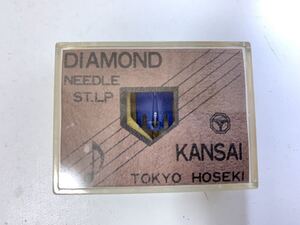 DIAMOND
NEEDLE
ST.LP
KANSAI
TOKYO HOSEKI